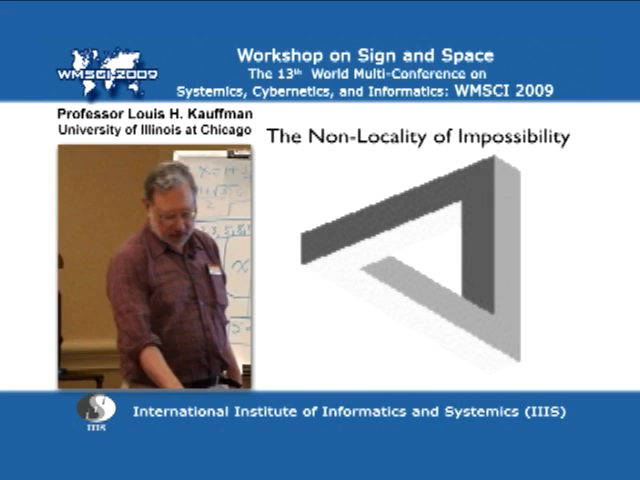 WMSCI 2009
Workshop on Sign and Space
The 13th World Multi-Conference on
Systemics, Cybernetics, and Informatics: WMSCI 2009
Professor Louis H. Kauffman
University of Illinois at Chicago
The Non-Locality of Impossibility
International Institute of Informatics and Systemics (IIIS)
IIIS